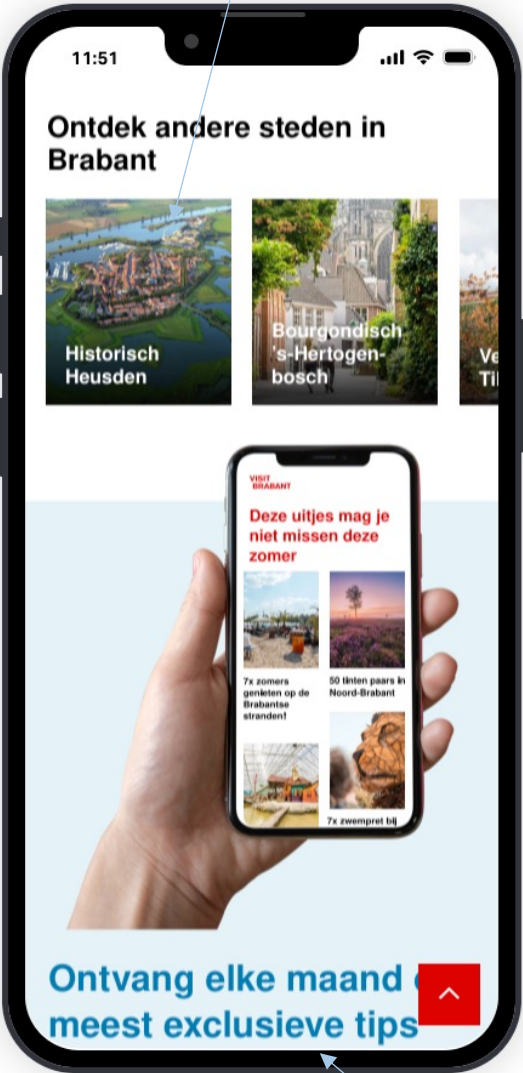 11:51
Ontdek andere steden in
Brabant
Historisch
Heusden
Bourgondisch
's-Hertogen-
bosch
VISIT
BRABANT
Deze uitjes mag je
niet missen deze
zomer
7x zomers
genieten op de
Brabantse
stranden!
50 tinten paars in
Noord-Brabant
7x zwempret bij
Ontvang elke maand
meest exclusieve tips